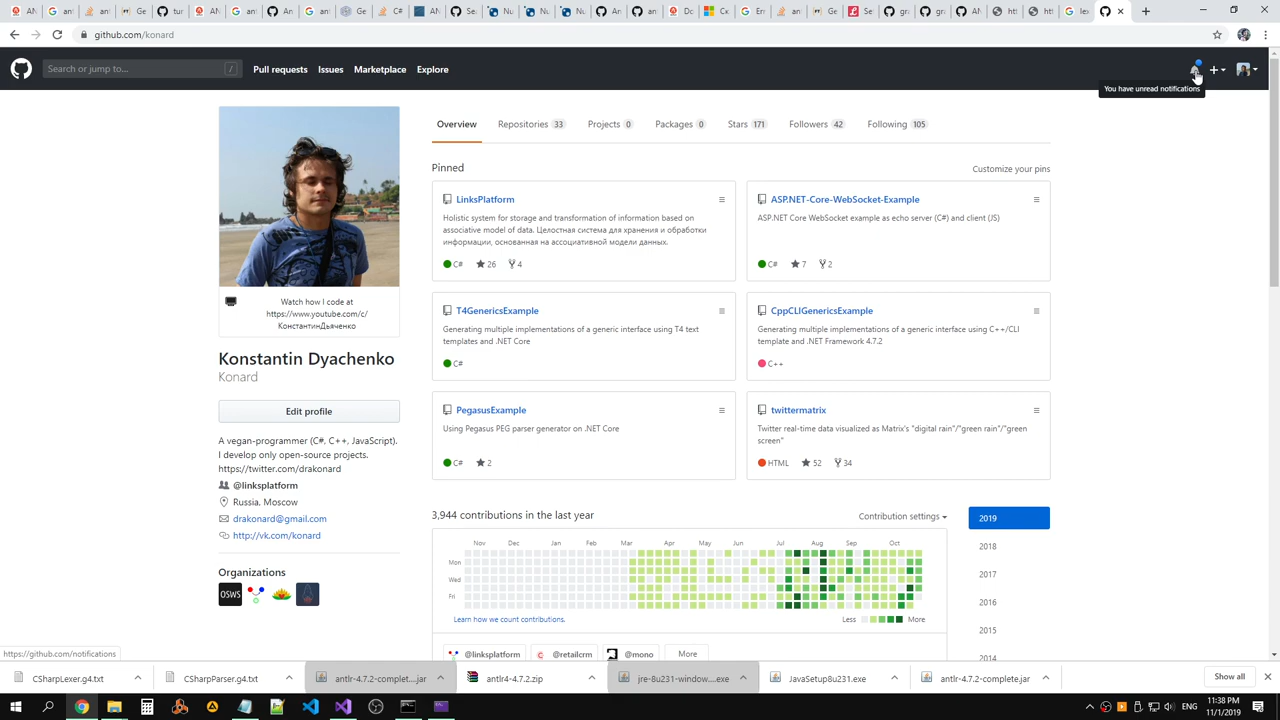 github.com/konard
Search or jump to...
/
Pull requests
Issues
Marketplace
Explore
You have unread notifications
Overview
Repositories 33
Projects 0
Packages 0
Stars 171
Followers 42
Following 105
Pinned
Customize your pins
LinksPlatform
Holistic system for storage and transformation of information based on
associative model of data. Целостная система для хранения и обработки
информации, основанная на ассоциативной модели данных.
C# 26 4
ASP.NET-Core-WebSocket-Example
ASP.NET Core WebSocket example as echo server (C#) and client (JS)
C# 7 2
T4GenericsExample
Generating multiple implementations of a generic interface using T4 text
templates and .NET Core
C#
CppCLIGenericsExample
Generating multiple implementations of a generic interface using C++/CLI
template and .NET Framework 4.7.2
C++
PegasusExample
Using Pegasus PEG parser generator on .NET Core
C# 2
twittermatrix
Twitter real-time data visualized as Matrix's "digital rain"/"green rain"/"green
screen"
HTML 52 34
Watch how I code at
https://www.youtube.com/c/
КонстантинДьяченко
Konstantin Dyachenko
Konard
Edit profile
A vegan-programmer (C#, C++, JavaScript).
I develop only open-source projects.
https://twitter.com/drakonard
@linksplatform
Russia, Moscow
drakonard@gmail.com
http://vk.com/konard
Organizations
OSWS
3,944 contributions in the last year
Contribution settings
Nov Dec Jan Feb Mar Apr May Jun Jul Aug Sep Oct
Mon
Wed
Fri
Learn how we count contributions.
Less
More
2019
2018
2017
2016
2015
2014
@linksplatform
@retailcrm
@mono
More
https://github.com/notifications
CSharpLexer.g4.txt
CSharpParser.g4.txt
antlr-4.7.2-complet....jar
antlr4-4.7.2.zip
jre-8u231-window....exe
JavaSetup8u231.exe
antlr-4.7.2-complete.jar
Show all
ENG
11:38 PM
11/1/2019